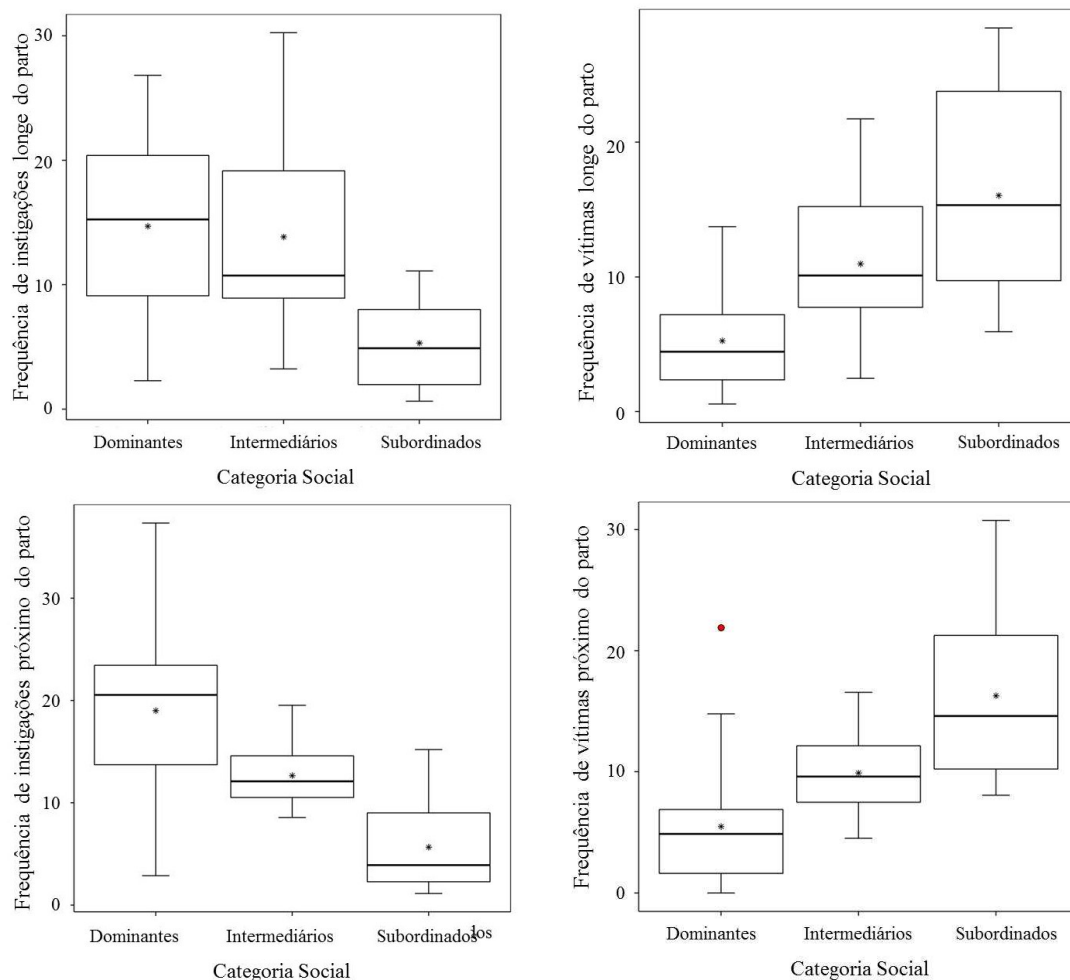 Frequência de instigações longe do parto
30
20
10
0
Dominantes Intermediários Subordinados
Categoria Social
Frequência de vítimas longe do parto
20
10
0
Dominantes Intermediários Subordinados
Categoria Social
Frequência de instigações próximo do parto
30
20
10
0
Dominantes Intermediários Subordinados
Categoria Social
Frequência de vítimas próximo do parto
30
20
10
0
Dominantes Intermediários Subordinados
Categoria Social